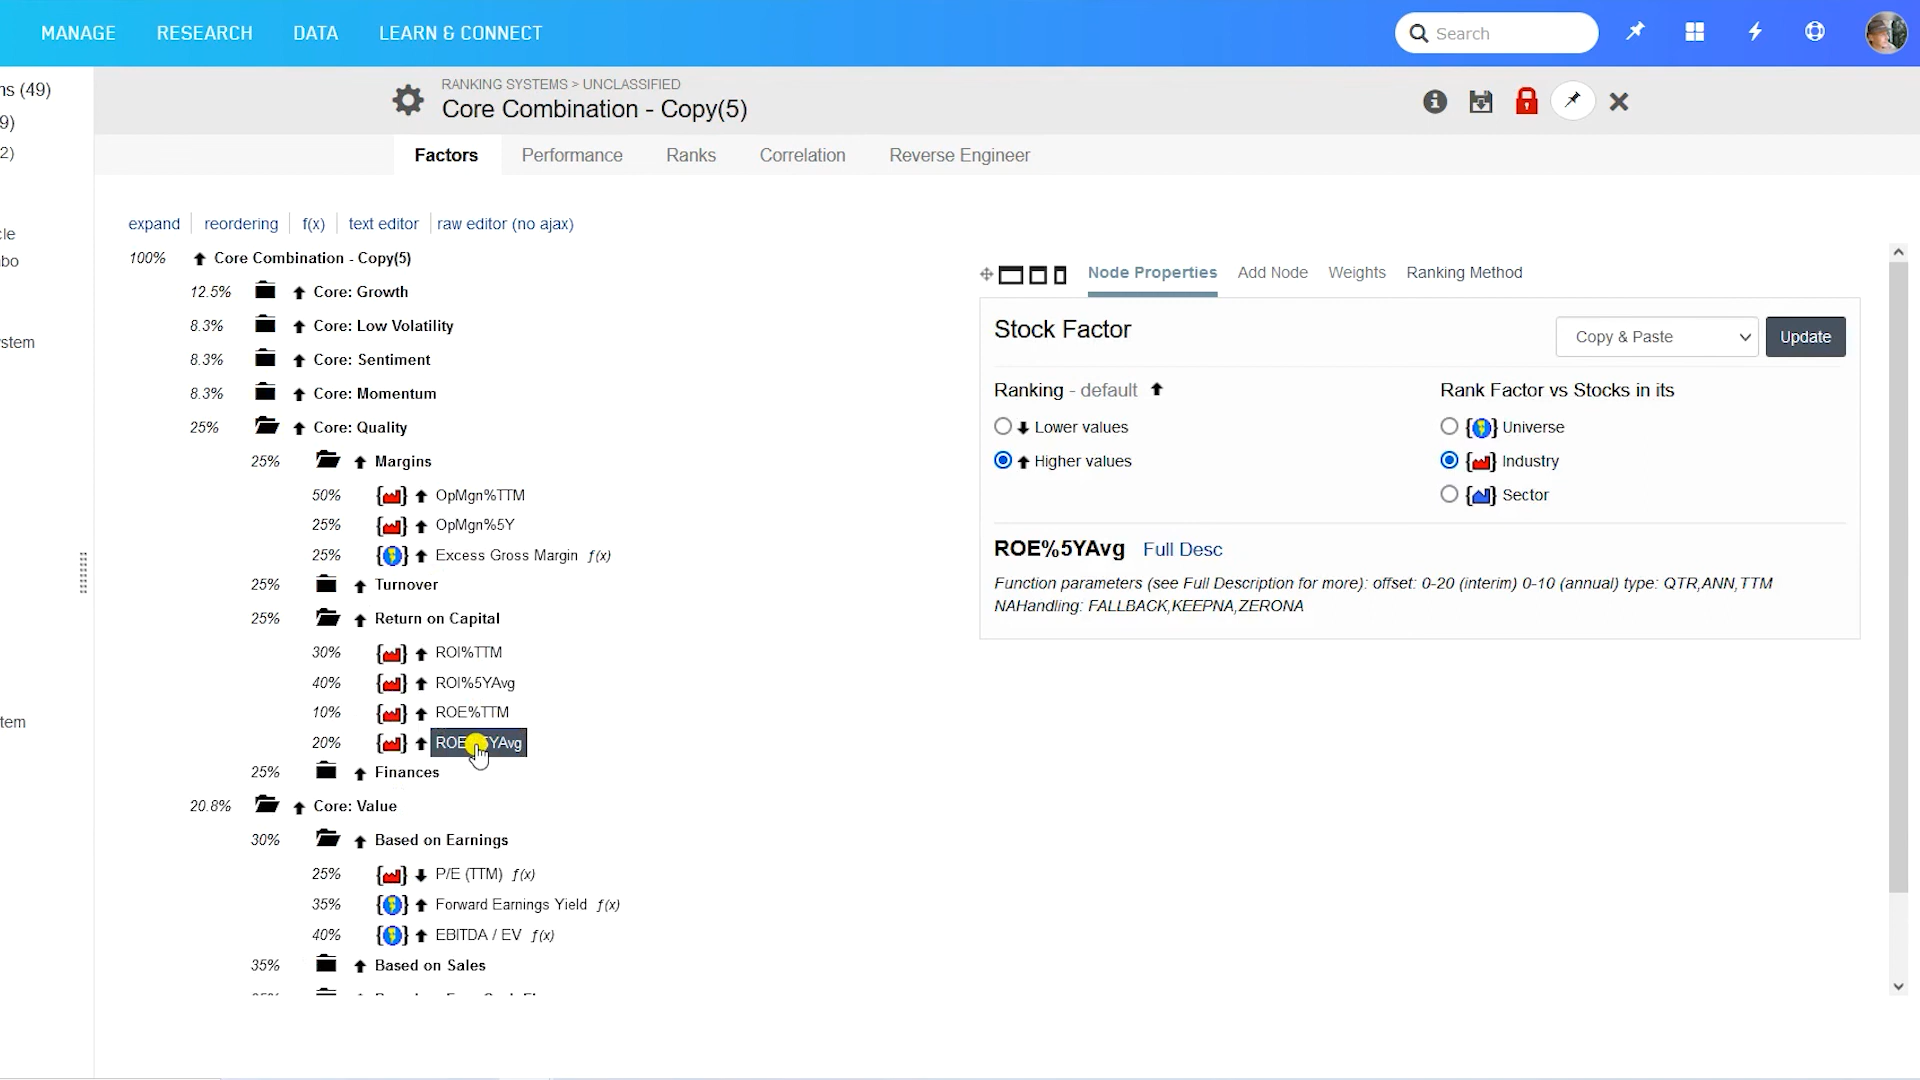 MANAGE RESEARCH DATA LEARN & CONNECT Search
ns (49)
9)
2)
cle
bo
stem
tem
RANKING SYSTEMS > UNCLASSIFIED
Core Combination - Copy(5)
Factors Performance Ranks Correlation Reverse Engineer
expand reordering f(x) text editor raw editor (no ajax)
100% Core Combination - Copy(5)
12.5% Core: Growth
8.3% Core: Low Volatility
8.3% Core: Sentiment
8.3% Core: Momentum
25% Core: Quality
25% Margins
50% OpMgn%TTM
25% OpMgn%5Y
25% Excess Gross Margin f(x)
25% Turnover
25% Return on Capital
30% ROI%TTM
40% ROI%5YAvg
10% ROE%TTM
20% ROE%5YAvg
25% Finances
20.8% Core: Value
30% Based on Earnings
25% P/E (TTM) f(x)
35% Forward Earnings Yield f(x)
40% EBITDA / EV f(x)
35% Based on Sales
Node Properties Add Node Weights Ranking Method
Stock Factor Copy & Paste Update
Ranking - default Rank Factor vs Stocks in its
Lower values Universe
Higher values Industry
Sector
ROE%5YAvg Full Desc
Function parameters (see Full Description for more): offset: 0-20 (interim) 0-10 (annual) type: QTR,ANN,TTM
NAHandling: FALLBACK,KEEPNA,ZERONA